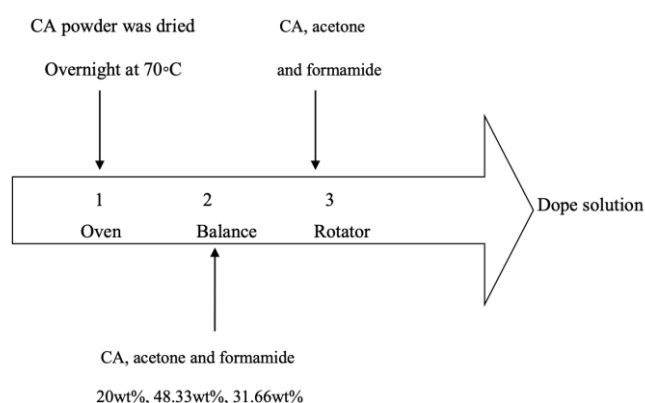 CA powder was dried
Overnight at 70◦C
CA, acetone
and formamide
1
2
3
Oven
Balance
Rotator
Dope solution
CA, acetone and formamide
20wt%, 48.33wt%, 31.66wt%